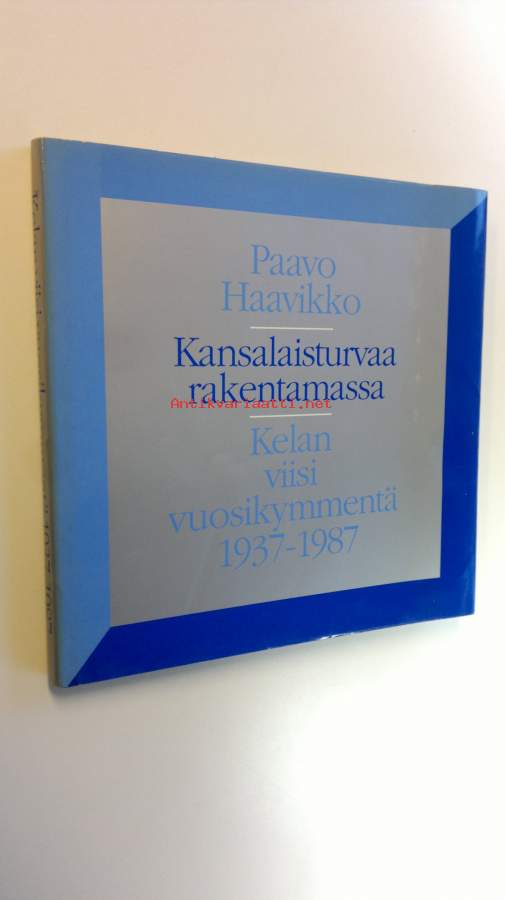 Paavo
Haavikko
Kansalaisturvaa
rakentamassa
Antikvariaatti.net
Kelan
viisi
vuosikymmentä
1937-1987